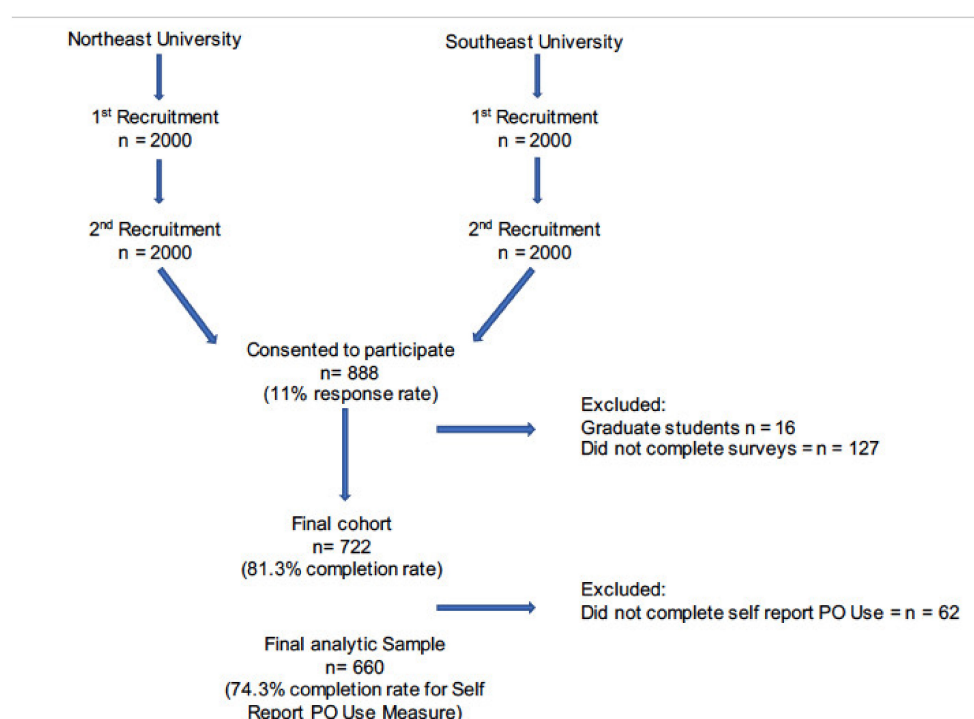 Northeast University
Southeast University
1st Recruitment
n = 2000
1st Recruitment
n = 2000
2nd Recruitment
n = 2000
2nd Recruitment
n = 2000
Consented to participate
n= 888
(11% response rate)
Excluded:
Graduate students n = 16
Did not complete surveys = n = 127
Final cohort
n= 722
(81.3% completion rate)
Excluded:
Did not complete self report PO Use = n = 62
Final analytic Sample
n= 660
(74.3% completion rate for Self
Report PO Use Measure)